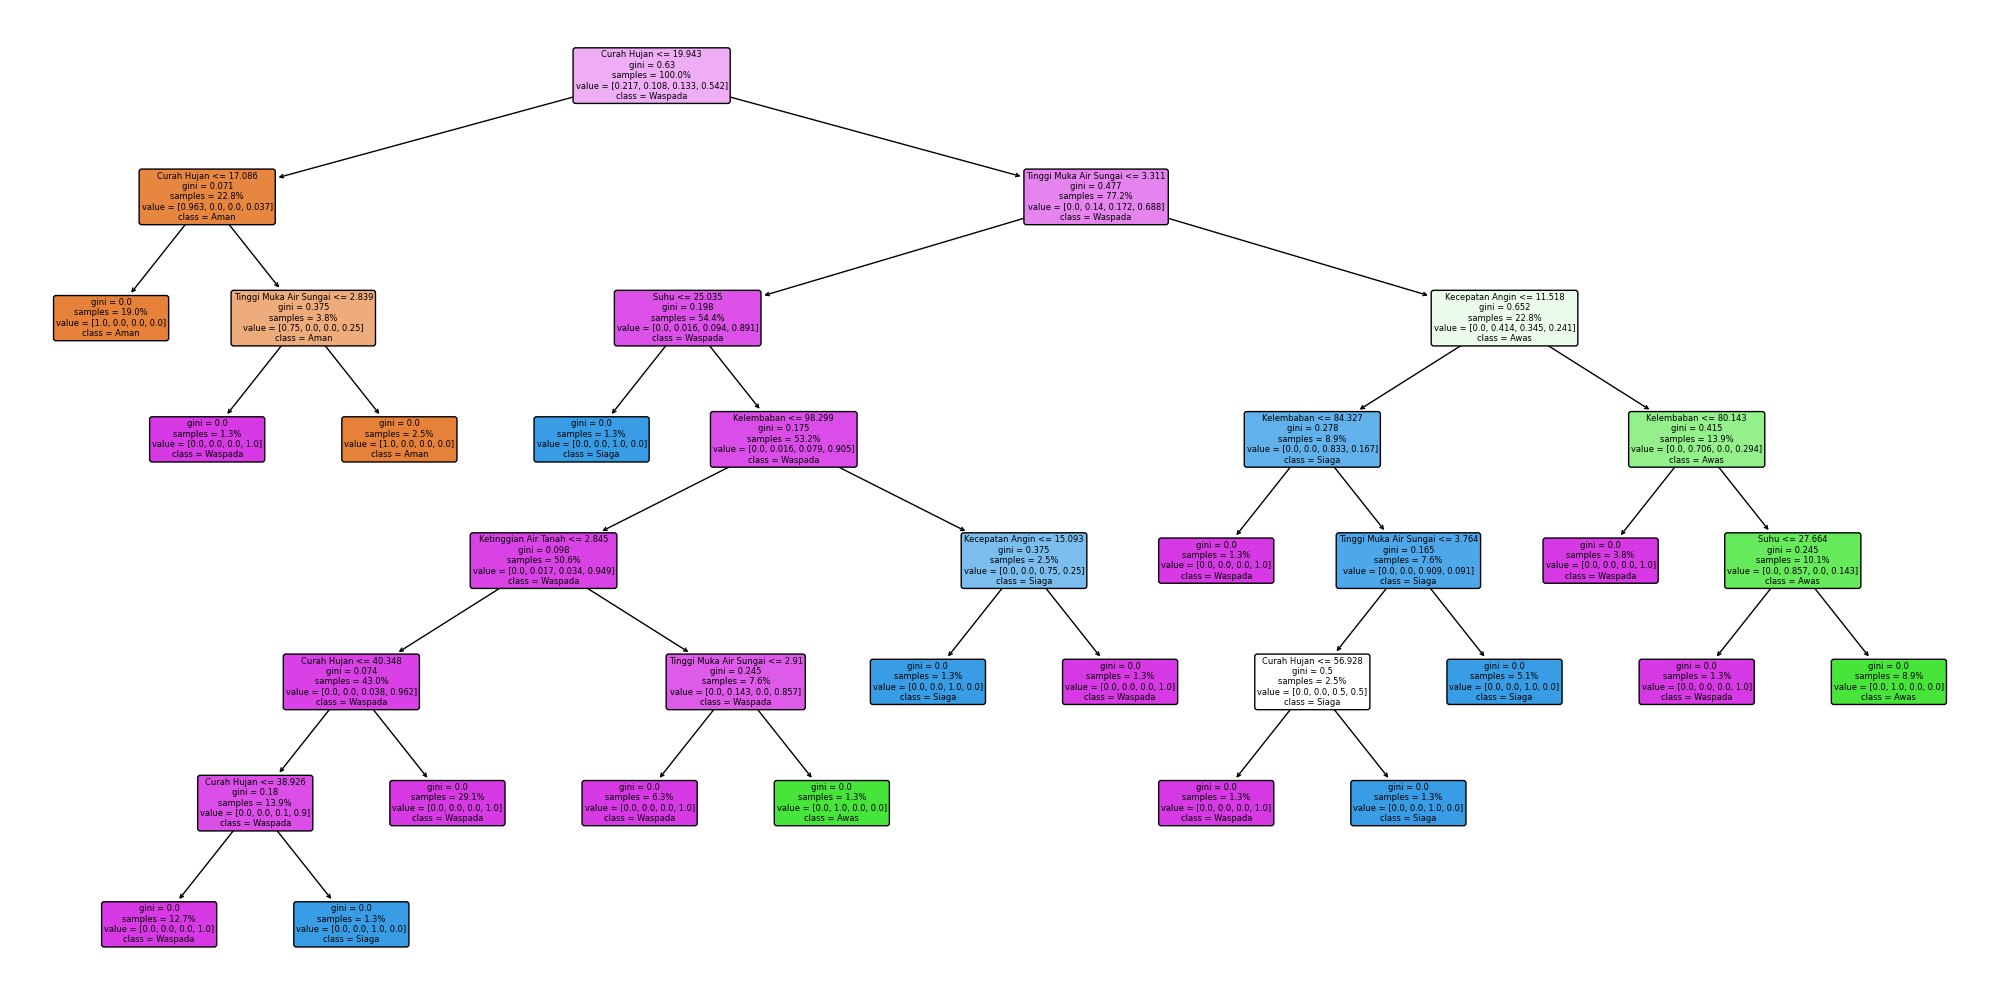 Curah Hujan <= 19.943
gini = 0.63
samples = 100.0%
value = [0.217, 0.108, 0.133, 0.542]
class = Waspada
Curah Hujan <= 17.086
gini = 0.071
samples = 22.8%
value = [0.963, 0.0, 0.0, 0.037]
class = Aman
Tinggi Muka Air Sungai <= 3.311
gini = 0.477
samples = 77.2%
value = [0.0, 0.14, 0.172, 0.688]
class = Waspada
gini = 0.0
samples = 19.0%
value = [1.0, 0.0, 0.0, 0.0]
class = Aman
Tinggi Muka Air Sungai <= 2.839
gini = 0.375
samples = 3.8%
value = [0.75, 0.0, 0.0, 0.25]
class = Aman
Suhu <= 25.035
gini = 0.198
samples = 54.4%
value = [0.0, 0.016, 0.094, 0.891]
class = Waspada
Kecepatan Angin <= 11.518
gini = 0.652
samples = 22.8%
value = [0.0, 0.414, 0.345, 0.241]
class = Awas
gini = 0.0
samples = 1.3%
value = [0.0, 0.0, 0.0, 1.0]
class = Waspada
gini = 0.0
samples = 2.5%
value = [1.0, 0.0, 0.0, 0.0]
class = Aman
gini = 0.0
samples = 1.3%
value = [0.0, 0.0, 1.0, 0.0]
class = Siaga
Kelembaban <= 98.299
gini = 0.175
samples = 53.2%
value = [0.0, 0.016, 0.079, 0.905]
class = Waspada
Kelembaban <= 84.327
gini = 0.278
samples = 8.9%
value = [0.0, 0.0, 0.833, 0.167]
class = Siaga
Kelembaban <= 80.143
gini = 0.415
samples = 13.9%
value = [0.0, 0.706, 0.0, 0.294]
class = Awas
Ketinggian Air Tanah <= 2.845
gini = 0.098
samples = 50.6%
value = [0.0, 0.017, 0.034, 0.949]
class = Waspada
Kecepatan Angin <= 15.093
gini = 0.375
samples = 2.5%
value = [0.0, 0.0, 0.75, 0.25]
class = Siaga
gini = 0.0
samples = 1.3%
value = [0.0, 0.0, 0.0, 1.0]
class = Waspada
Tinggi Muka Air Sungai <= 3.764
gini = 0.165
samples = 7.6%
value = [0.0, 0.0, 0.909, 0.091]
class = Siaga
gini = 0.0
samples = 3.8%
value = [0.0, 0.0, 0.0, 1.0]
class = Waspada
Suhu <= 27.664
gini = 0.245
samples = 10.1%
value = [0.0, 0.857, 0.0, 0.143]
class = Awas
Curah Hujan <= 40.348
gini = 0.074
samples = 43.0%
value = [0.0, 0.0, 0.038, 0.962]
class = Waspada
Tinggi Muka Air Sungai <= 2.91
gini = 0.245
samples = 7.6%
value = [0.0, 0.143, 0.0, 0.857]
class = Waspada
gini = 0.0
samples = 1.3%
value = [0.0, 0.0, 1.0, 0.0]
class = Siaga
gini = 0.0
samples = 1.3%
value = [0.0, 0.0, 0.0, 1.0]
class = Waspada
Curah Hujan <= 56.928
gini = 0.5
samples = 2.5%
value = [0.0, 0.0, 0.5, 0.5]
class = Siaga
gini = 0.0
samples = 5.1%
value = [0.0, 0.0, 1.0, 0.0]
class = Siaga
gini = 0.0
samples = 1.3%
value = [0.0, 0.0, 0.0, 1.0]
class = Waspada
gini = 0.0
samples = 8.9%
value = [0.0, 1.0, 0.0, 0.0]
class = Awas
Curah Hujan <= 38.926
gini = 0.18
samples = 13.9%
value = [0.0, 0.0, 0.1, 0.9]
class = Waspada
gini = 0.0
samples = 29.1%
value = [0.0, 0.0, 0.0, 1.0]
class = Waspada
gini = 0.0
samples = 6.3%
value = [0.0, 0.0, 0.0, 1.0]
class = Waspada
gini = 0.0
samples = 1.3%
value = [0.0, 1.0, 0.0, 0.0]
class = Awas
gini = 0.0
samples = 1.3%
value = [0.0, 0.0, 0.0, 1.0]
class = Waspada
gini = 0.0
samples = 1.3%
value = [0.0, 0.0, 1.0, 0.0]
class = Siaga
gini = 0.0
samples = 12.7%
value = [0.0, 0.0, 0.0, 1.0]
class = Waspada
gini = 0.0
samples = 1.3%
value = [0.0, 0.0, 1.0, 0.0]
class = Siaga